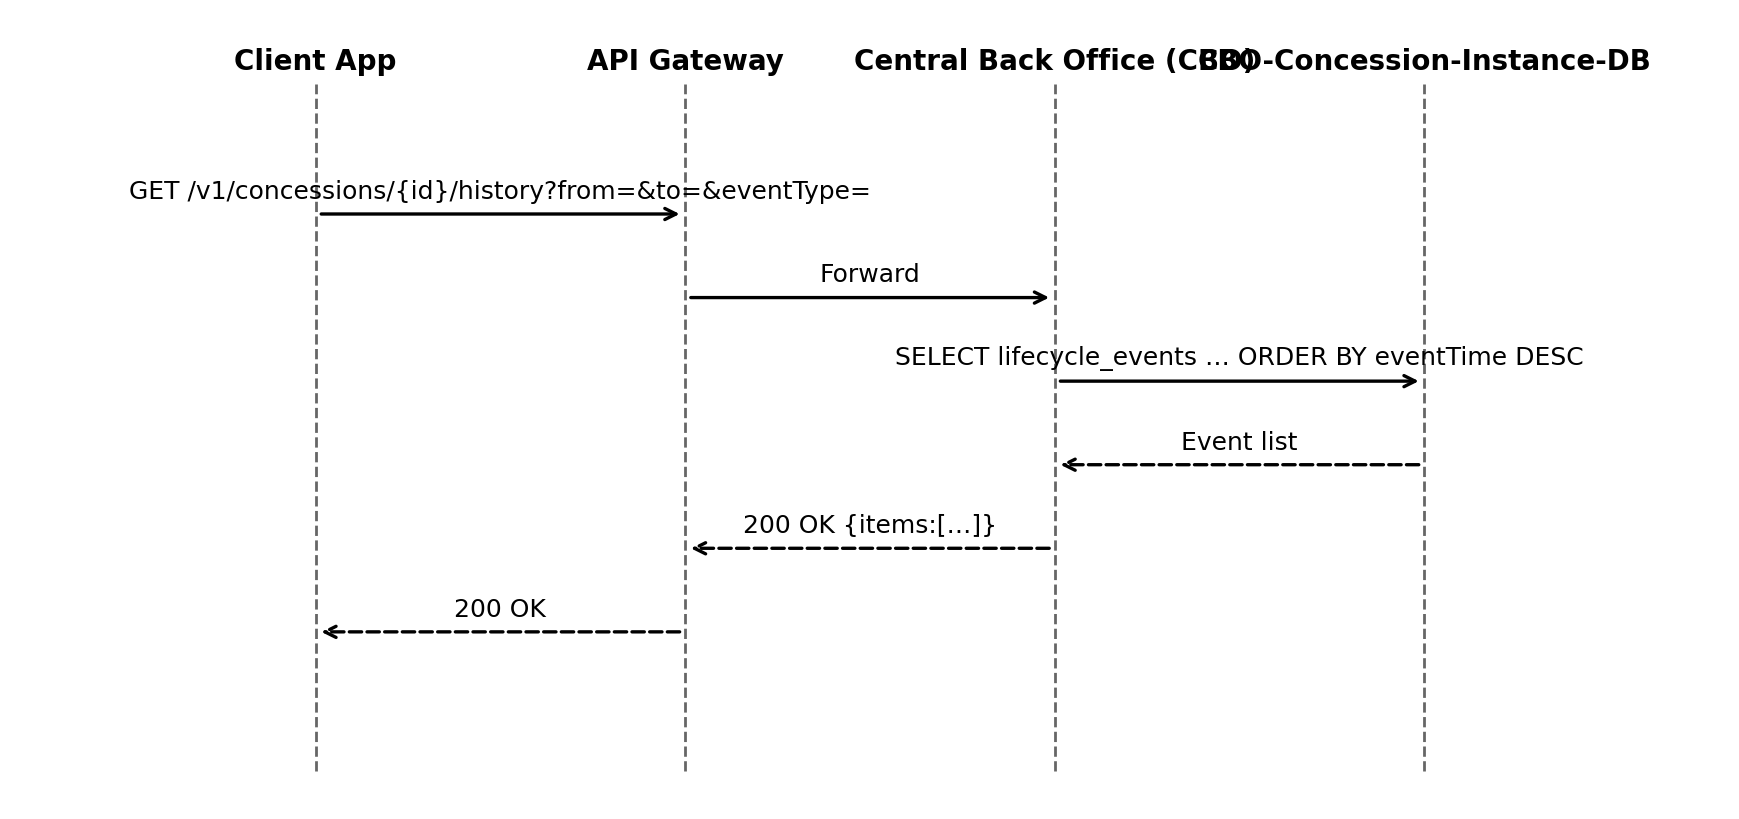 Client App
API Gateway
Central Back Office (CBO)
CBO-Concession-Instance-DB
GET /v1/concessions/{id}/history?from=&to=&eventType=
Forward
SELECT lifecycle_events … ORDER BY eventTime DESC
Event list
200 OK {items:[…]}
200 OK